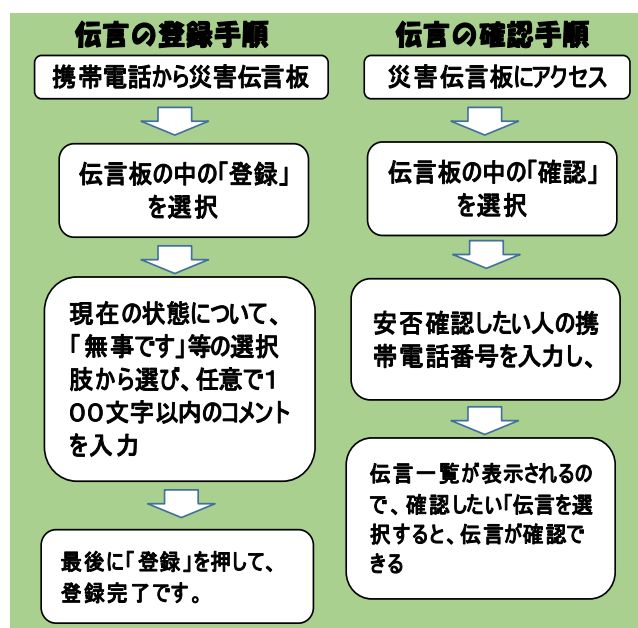 伝言の登録手順
携帯電話から災害伝言板
伝言板の中の「登録」
を選択
現在の状態について、
「無事です」等の選択
肢から選び、任意で１
００文字以内のコメント
を入力
最後に「登録」を押して、
登録完了です。
伝言の確認手順
災害伝言板にアクセス
伝言板の中の「確認」
を選択
安否確認したい人の携
帯電話番号を入力し、
伝言一覧が表示されるの
で、確認したい「伝言を選
択すると、伝言が確認で
きる